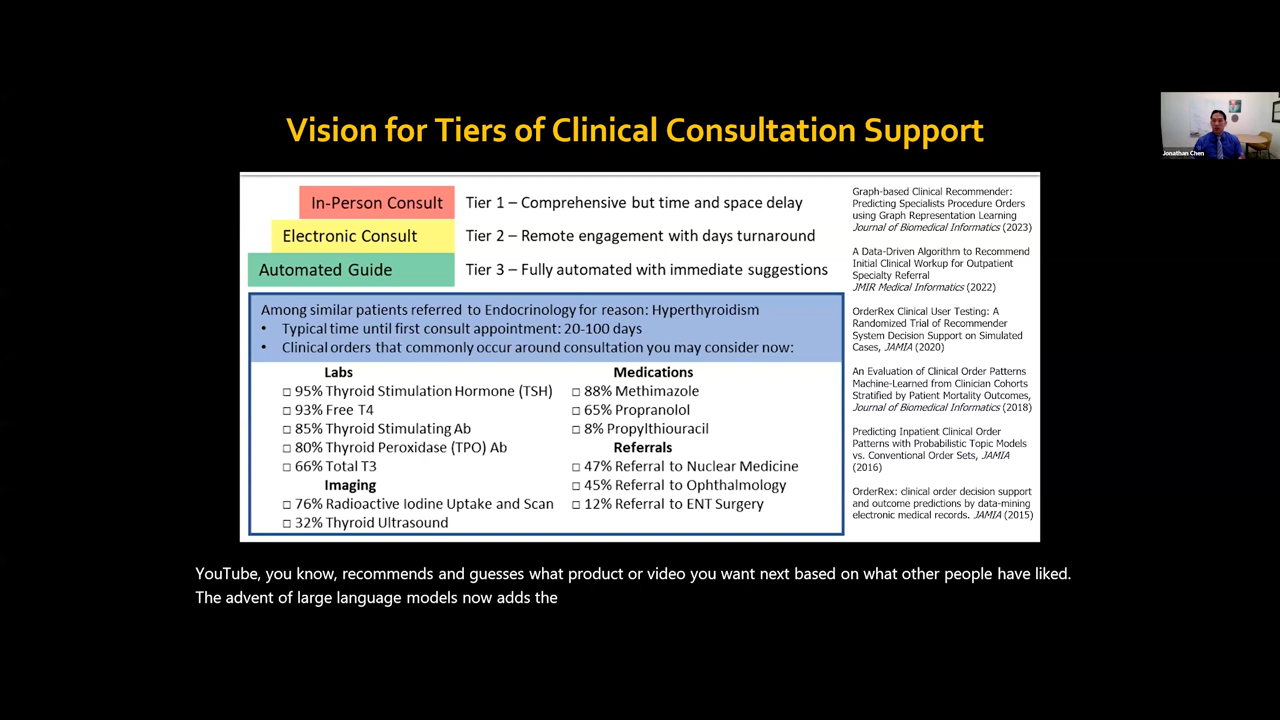 Vision for Tiers of Clinical Consultation Support
Jonathan Chen
In-Person Consult
Tier 1 – Comprehensive but time and space delay
Electronic Consult
Tier 2 – Remote engagement with days turnaround
Automated Guide
Tier 3 – Fully automated with immediate suggestions
Among similar patients referred to Endocrinology for reason: Hyperthyroidism
• Typical time until first consult appointment: 20-100 days
• Clinical orders that commonly occur around consultation you may consider now:
Labs
□ 95% Thyroid Stimulation Hormone (TSH)
□ 93% Free T4
□ 85% Thyroid Stimulating Ab
□ 80% Thyroid Peroxidase (TPO) Ab
□ 66% Total T3
Imaging
□ 76% Radioactive Iodine Uptake and Scan
□ 32% Thyroid Ultrasound
Medications
□ 88% Methimazole
□ 65% Propranolol
□ 8% Propylthiouracil
Referrals
□ 47% Referral to Nuclear Medicine
□ 45% Referral to Ophthalmology
□ 12% Referral to ENT Surgery
Graph-based Clinical Recommender:
Predicting Specialists Procedure Orders
using Graph Representation Learning
Journal of Biomedical Informatics (2023)
A Data-Driven Algorithm to Recommend
Initial Clinical Workup for Outpatient
Specialty Referral
JMIR Medical Informatics (2022)
OrderRex Clinical User Testing: A
Randomized Trial of Recommender
System Decision Support on Simulated
Cases, JAMIA (2020)
An Evaluation of Clinical Order Patterns
Machine-Learned from Clinician Cohorts
Stratified by Patient Mortality Outcomes,
Journal of Biomedical Informatics (2018)
Predicting Inpatient Clinical Order
Patterns with Probabilistic Topic Models
vs. Conventional Order Sets, JAMIA
(2016)
OrderRex: clinical order decision support
and outcome predictions by data-mining
electronic medical records. JAMIA (2015)
YouTube, you know, recommends and guesses what product or video you want next based on what other people have liked.
The advent of large language models now adds the